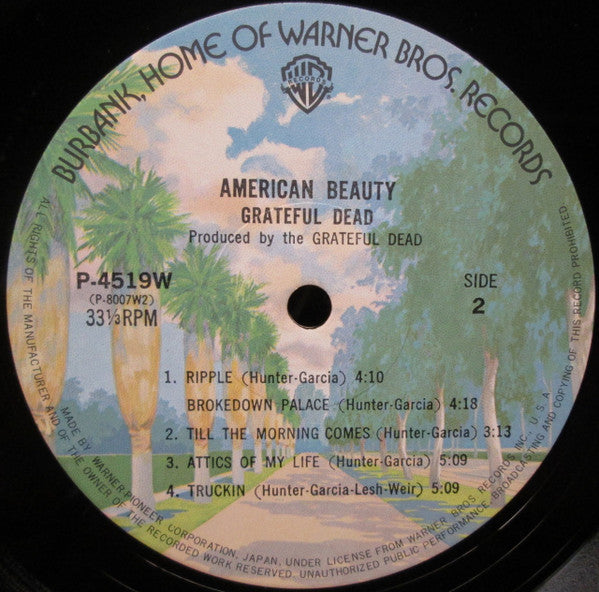 BURBANK, HOME OF WARNER BROS. RECORDS
WB
RECORDS
AMERICAN BEAUTY
GRATEFUL DEAD
Produced by the GRATEFUL DEAD
P-4519W
(P-8007W2)
33⅓RPM
SIDE
2
1. RIPPLE (Hunter-Garcia) 4:10
BROKEDOWN PALACE (Hunter-Garcia) 4:18
2. TILL THE MORNING COMES (Hunter-Garcia) 3:13
3. ATTICS OF MY LIFE (Hunter-Garcia) 5:09
4. TRUCKIN (Hunter-Garcia-Lesh-Weir) 5:09
MADE BY WARNER-PIONEER CORPORATION, JAPAN, UNDER LICENSE FROM WARNER BROS. RECORDS INC., U.S.A.
ALL RIGHTS OF THE MANUFACTURER AND OF THE OWNER OF THE RECORDED WORK RESERVED. UNAUTHORIZED PUBLIC PERFORMANCE, BROADCASTING AND COPYING OF THIS RECORD PROHIBITED